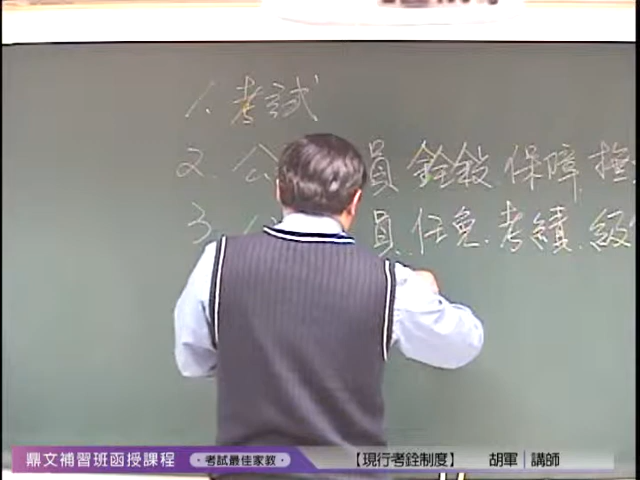 1. 考試
2. 公 員 銓敘 保障 撫
3. 公 員. 任免. 考績. 級
鼎文補習班函授課程 ·考試最佳家教· 【現行考銓制度】 胡軍 | 講師